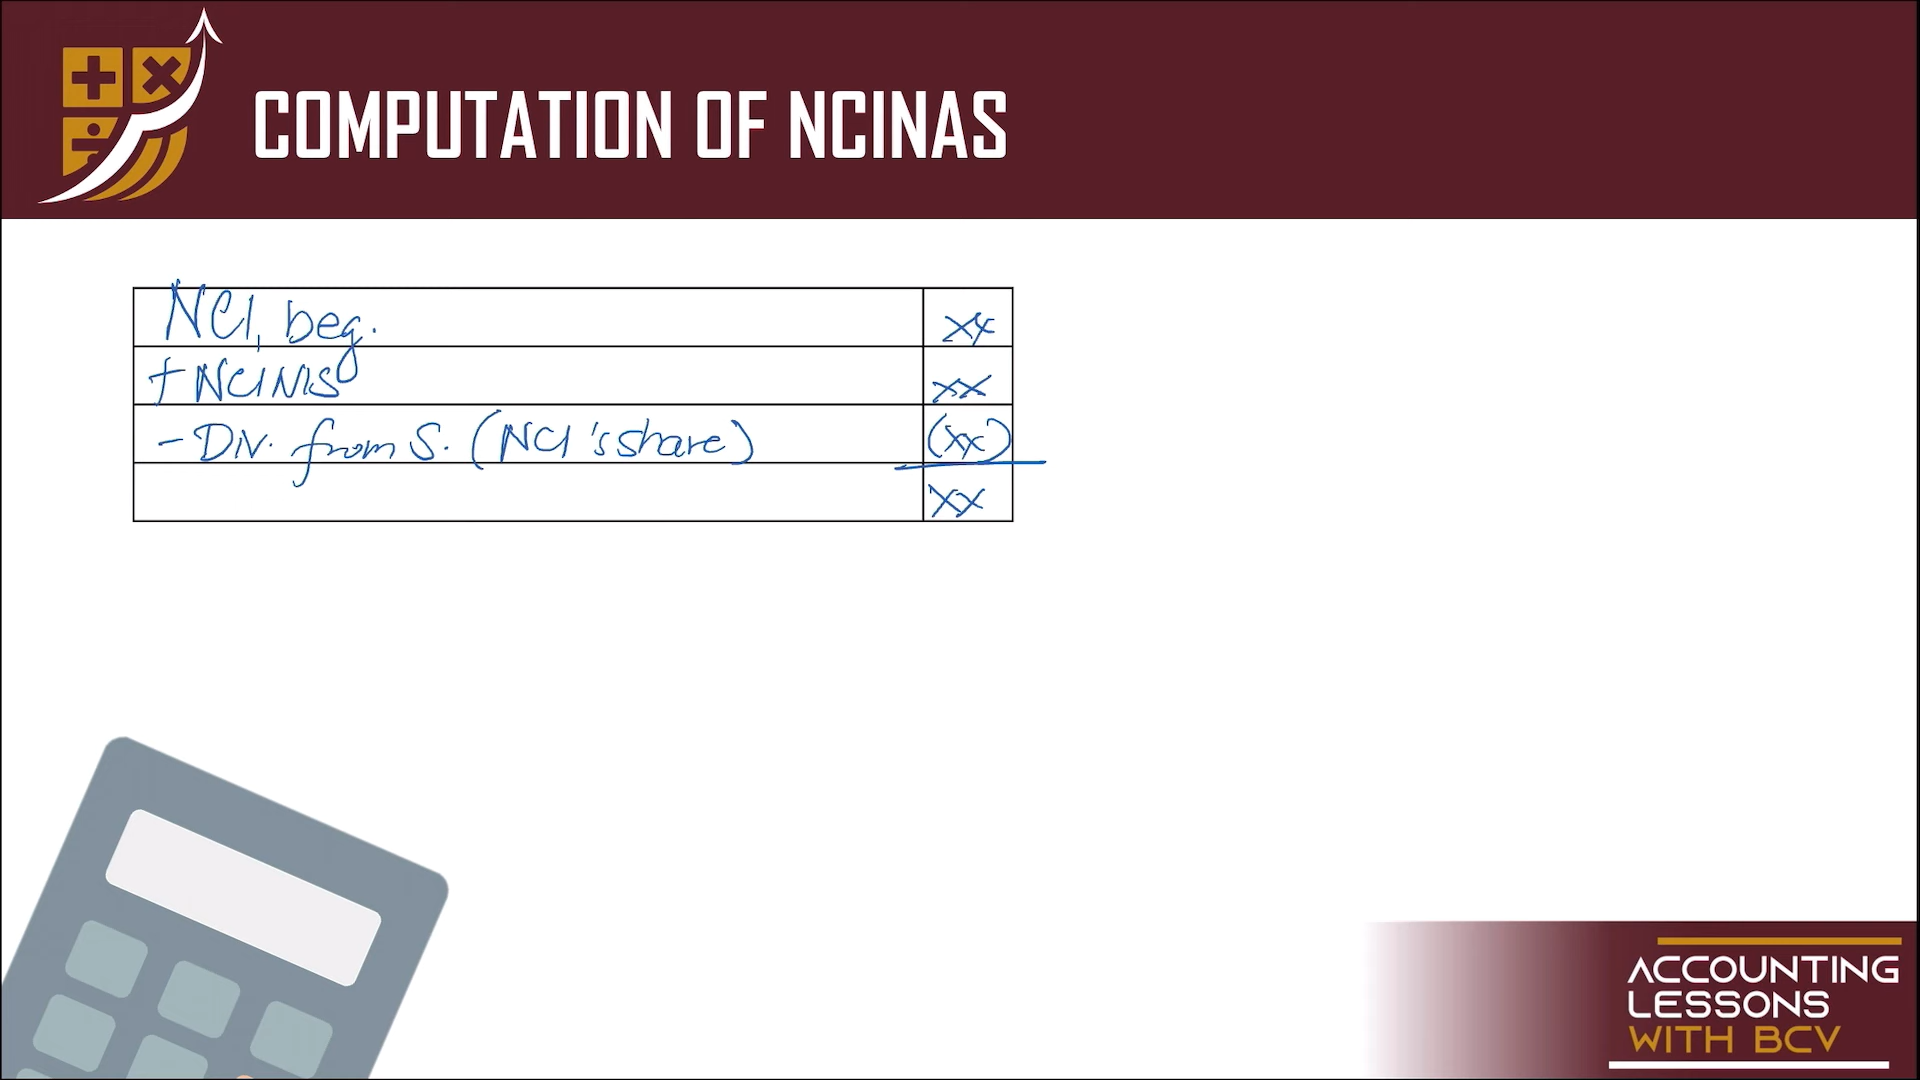 COMPUTATION OF NCINAS
NCI, beg. xx
+ NCINIS xx
- Div. from S. (NCI's share) (xx)
xx
ACCOUNTING
LESSONS
WITH BCV